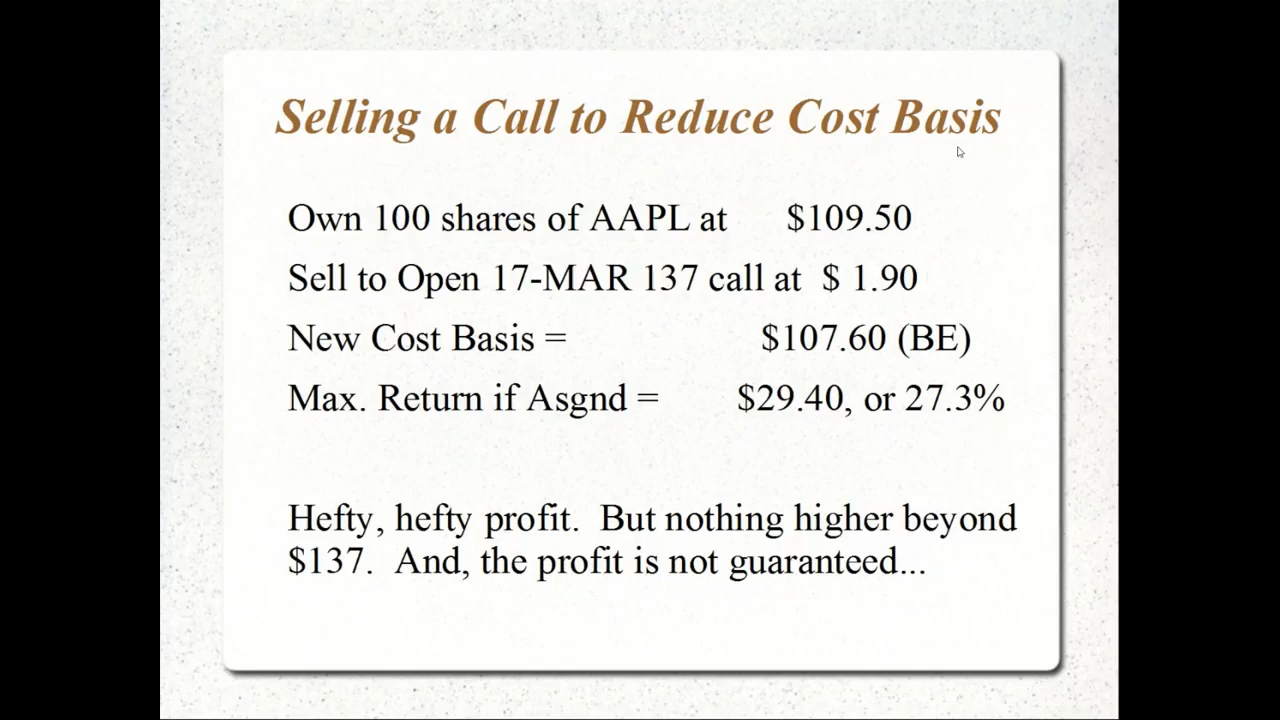 Selling a Call to Reduce Cost Basis
Own 100 shares of AAPL at $109.50
Sell to Open 17-MAR 137 call at $ 1.90
New Cost Basis = $107.60 (BE)
Max. Return if Asgnd = $29.40, or 27.3%
Hefty, hefty profit. But nothing higher beyond
$137. And, the profit is not guaranteed...